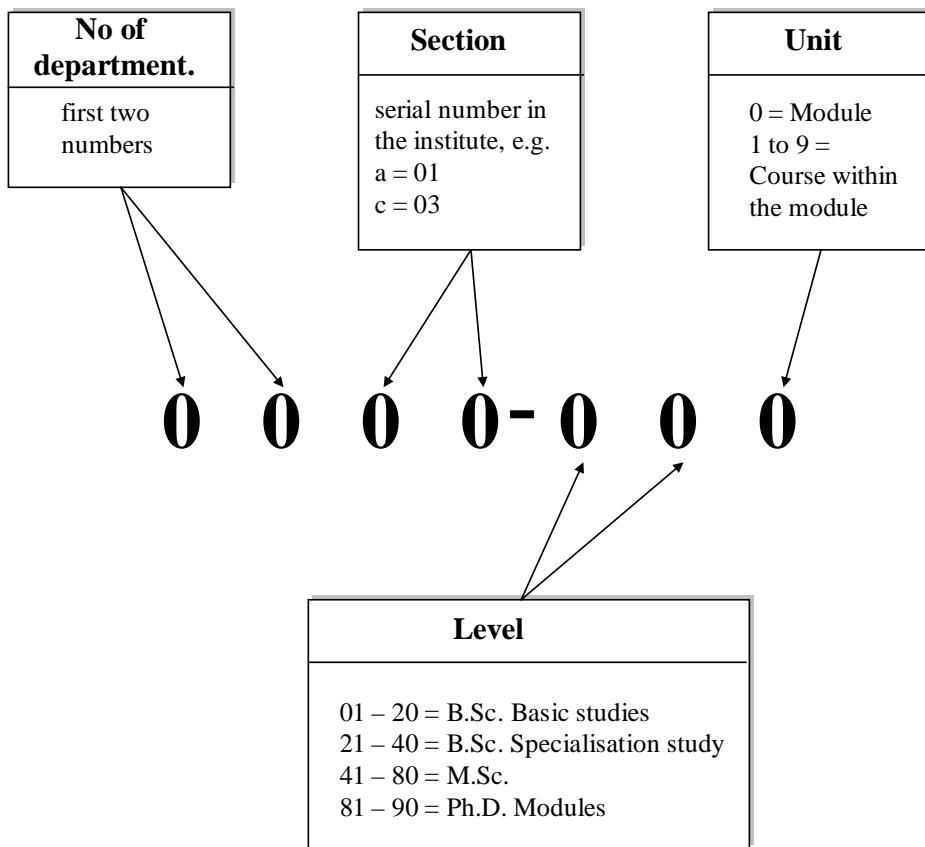 No of
department.
first two
numbers
Section
serial number in
the institute, e.g.
a = 01
c = 03
Unit
0 = Module
1 to 9 =
Course within
the module
0 0 0 0 - 0 0 0
Level
01 – 20 = B.Sc. Basic studies
21 – 40 = B.Sc. Specialisation study
41 – 80 = M.Sc.
81 – 90 = Ph.D. Modules